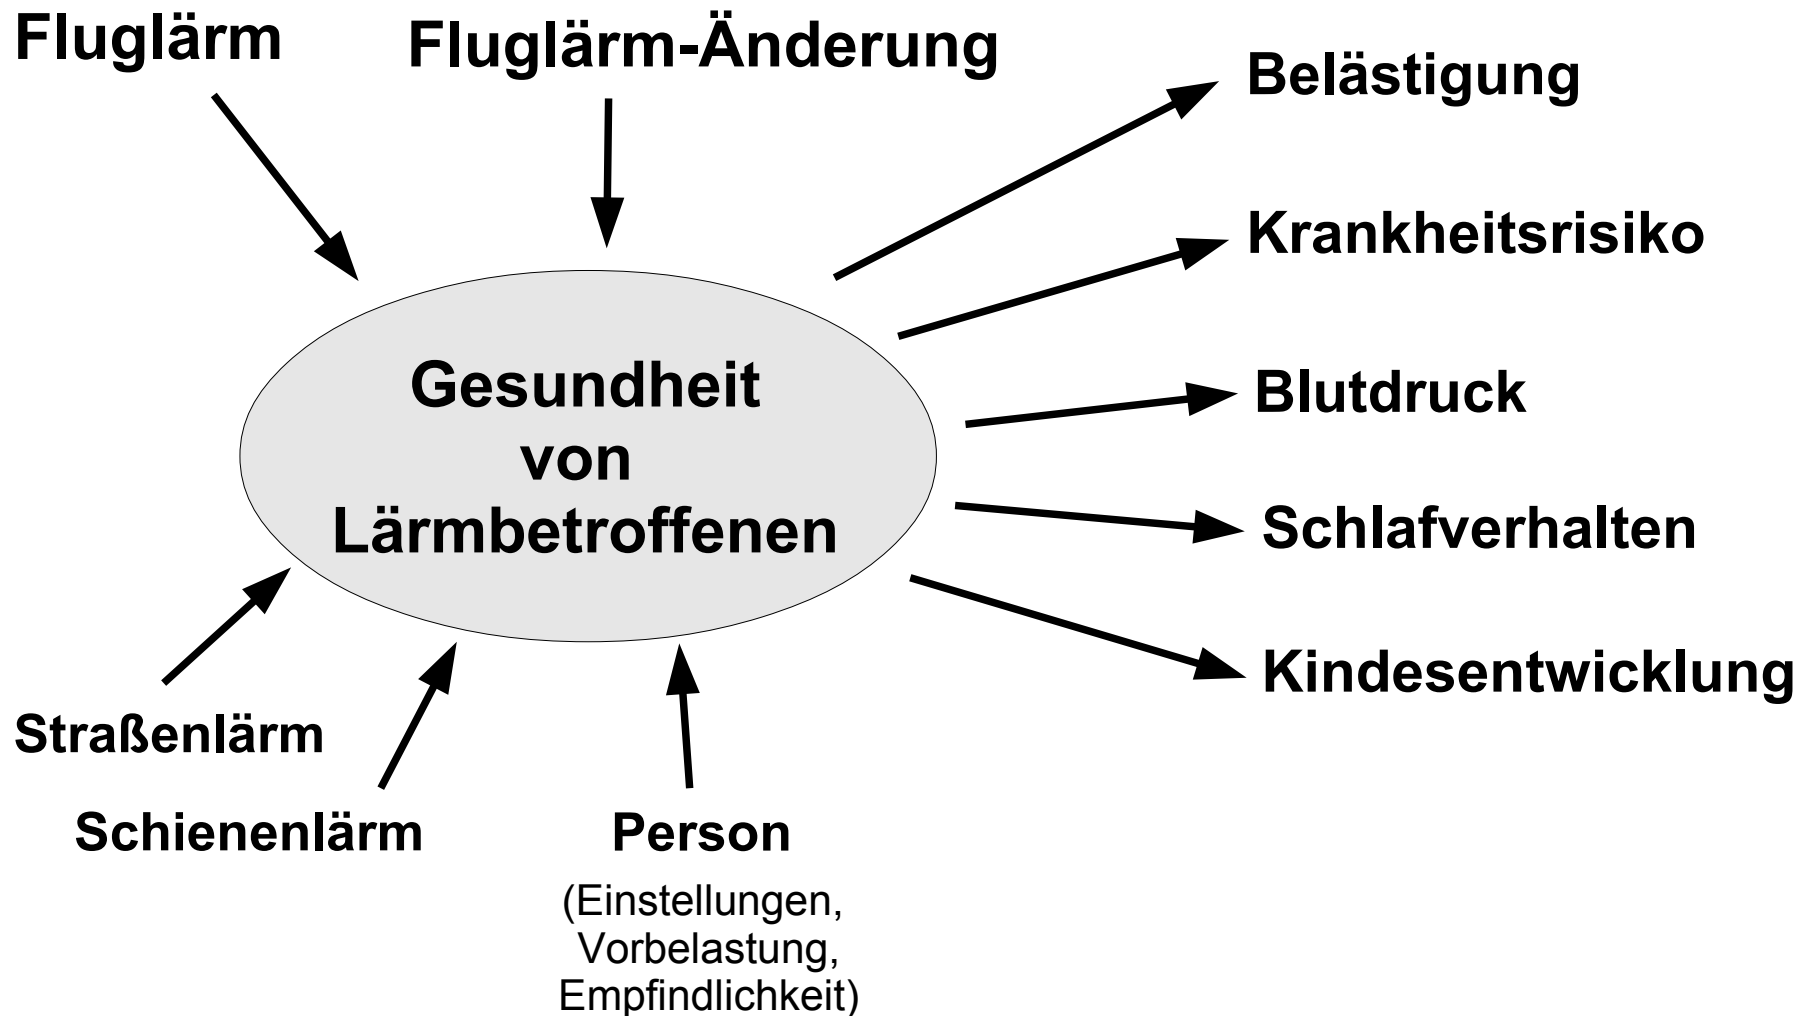 Fluglärm
Fluglärm-Änderung
Belästigung
Krankheitsrisiko
Blutdruck
Schlafverhalten
Kindesentwicklung
Gesundheit
von
Lärmbetroffenen
Straßenlärm
Schienenlärm
Person
(Einstellungen,
Vorbelastung,
Empfindlichkeit)